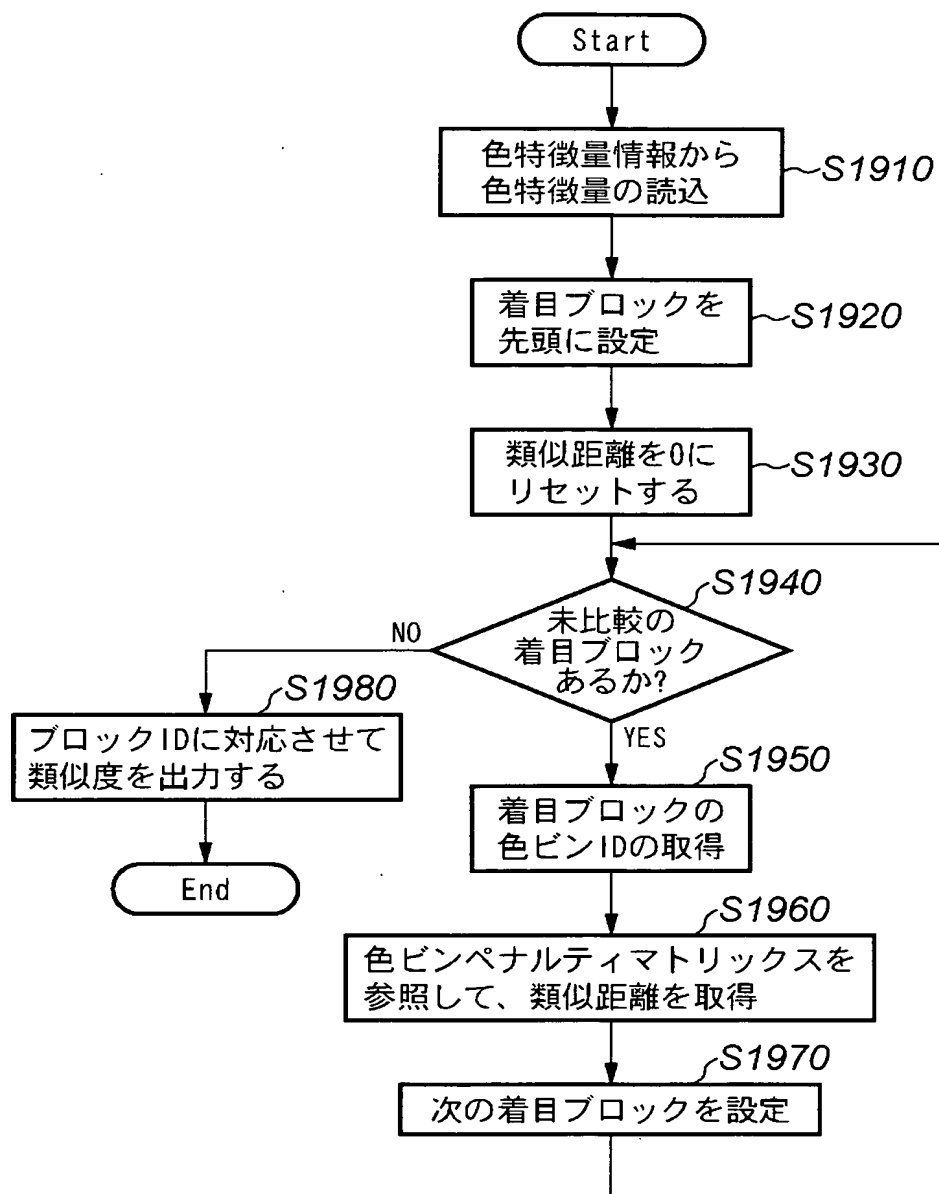 Start
色特徴量情報から
色特徴量の読込
S1910
着目ブロックを
先頭に設定
S1920
類似距離を0に
リセットする
S1930
S1940
未比較の
着目ブロック
あるか?
NO
YES
S1980
ブロックIDに対応させて
類似度を出力する
End
S1950
着目ブロックの
色ビンIDの取得
S1960
色ビンペナルティマトリックスを
参照して、類似距離を取得
S1970
次の着目ブロックを設定